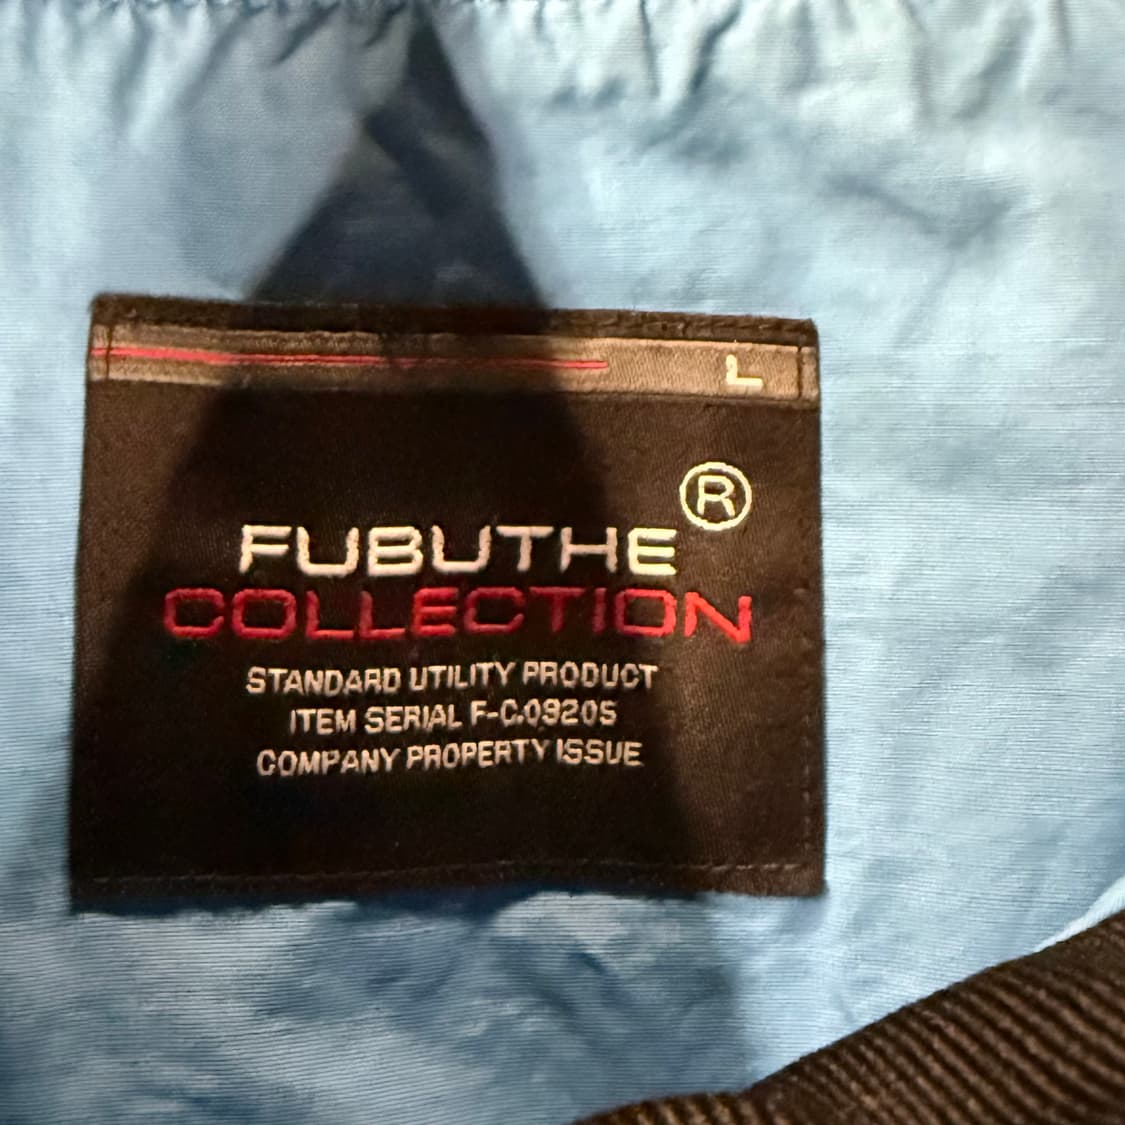 L
FUBUTHE ®
COLLECTION
STANDARD UTILITY PRODUCT
ITEM SERIAL F-C.09205
COMPANY PROPERTY ISSUE